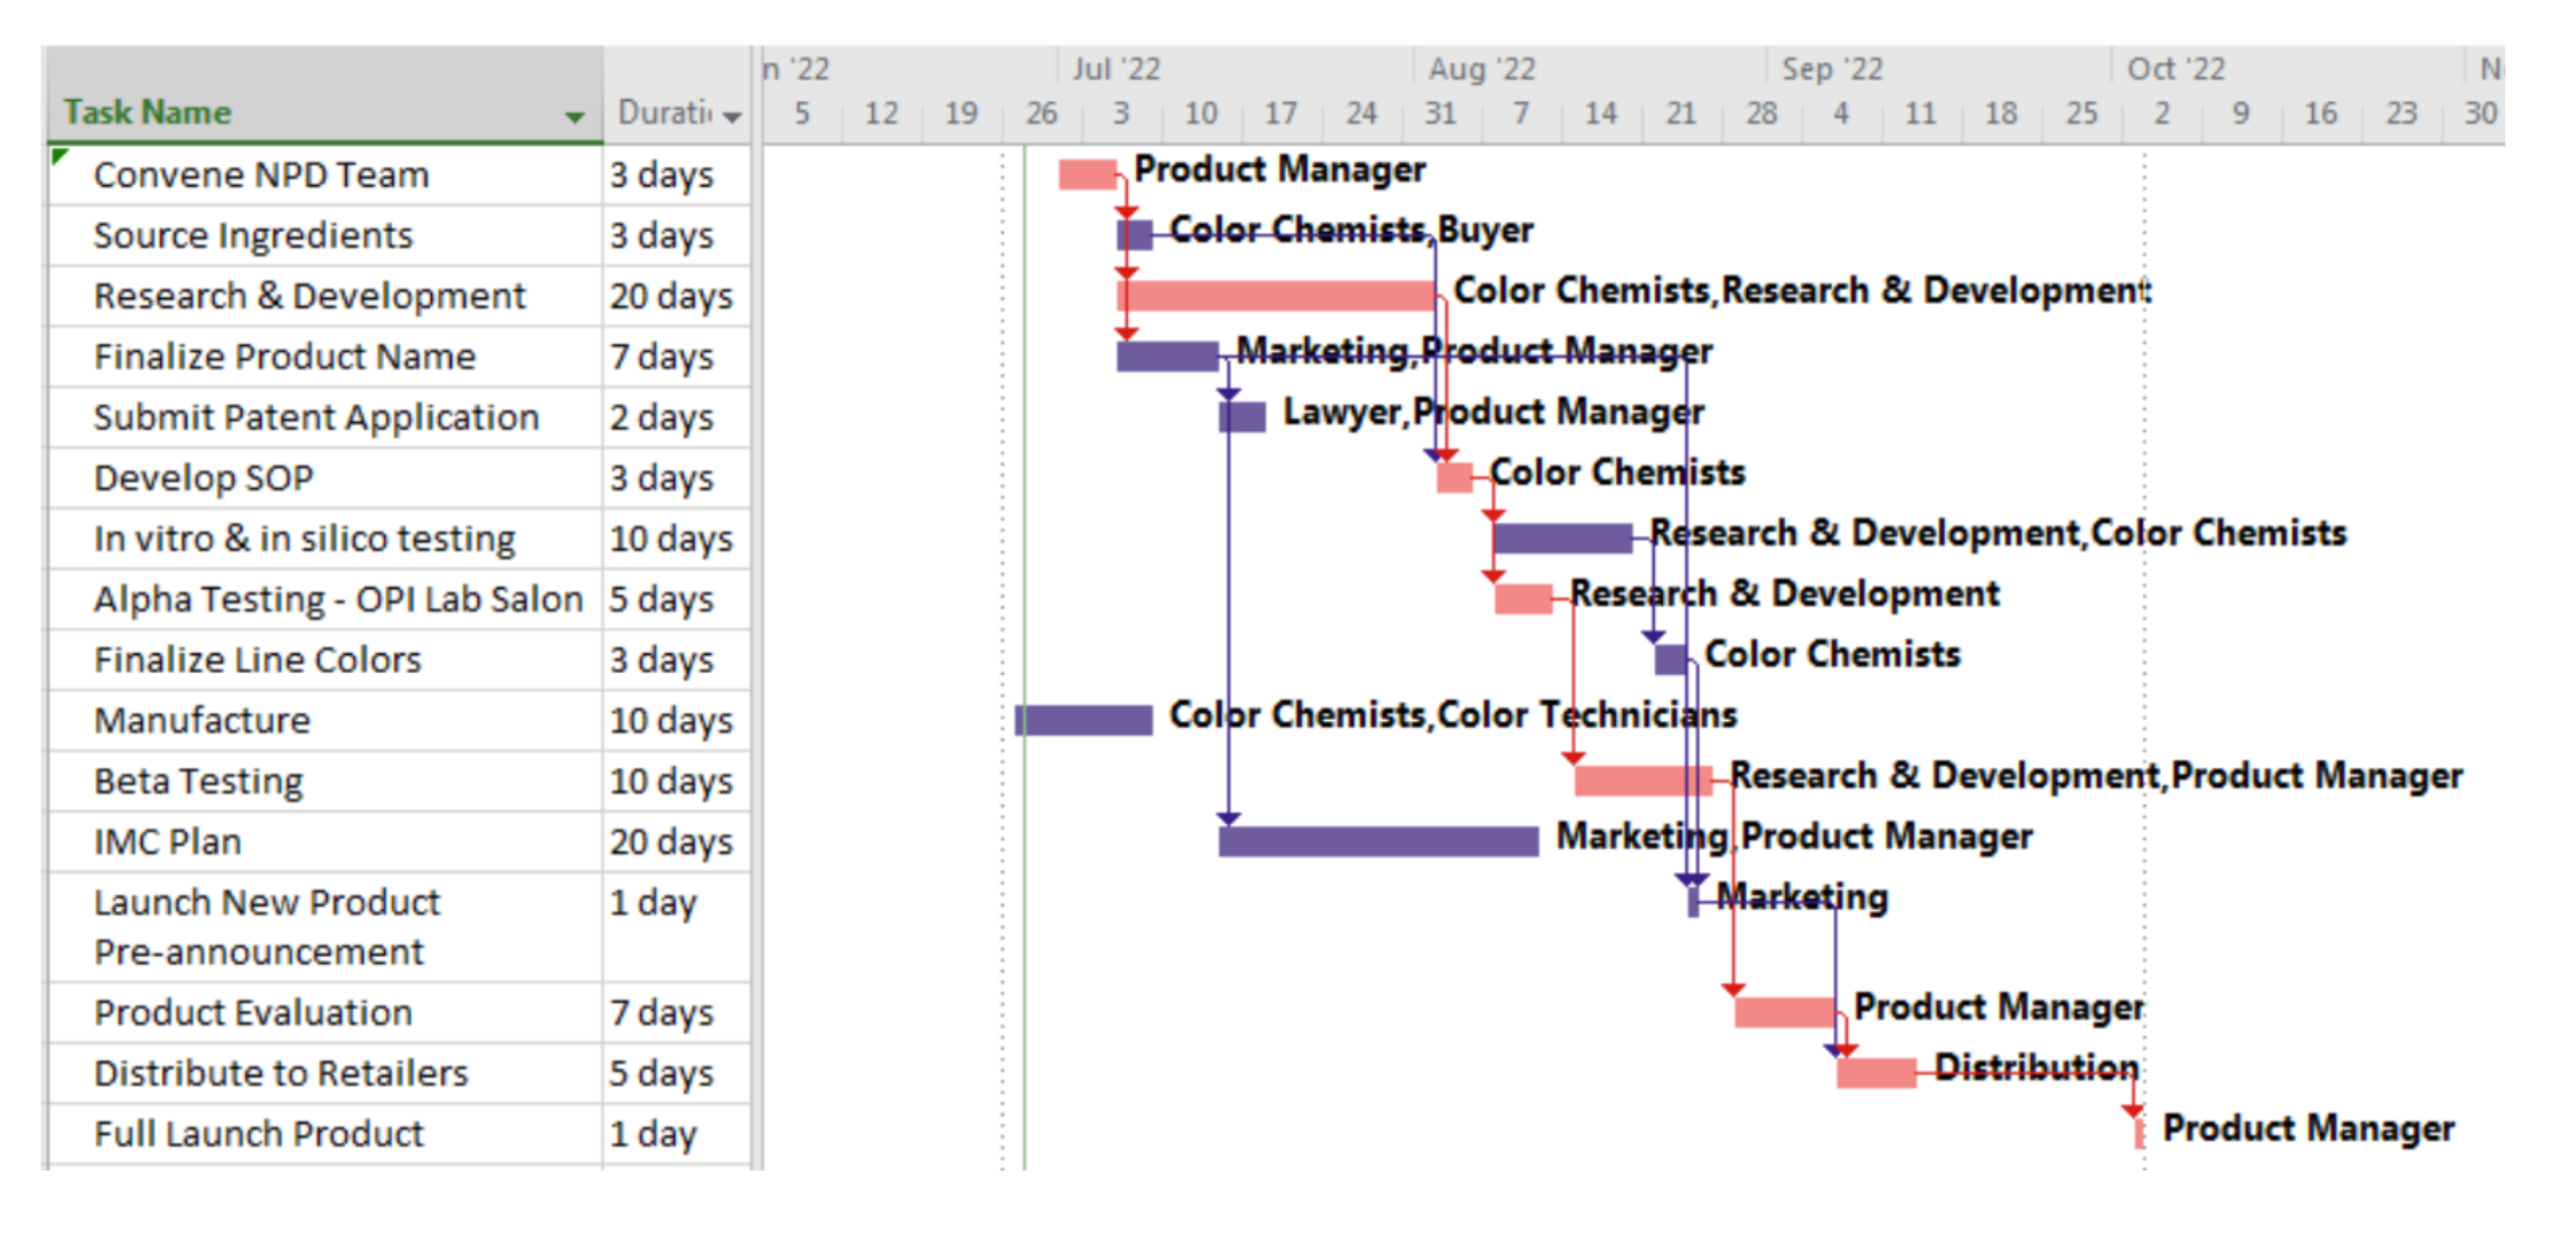 n '22 Jul '22 Aug '22 Sep '22 Oct '22 N
Task Name Durati 5 12 19 26 3 10 17 24 31 7 14 21 28 4 11 18 25 2 9 16 23 30
Convene NPD Team 3 days Product Manager
Source Ingredients 3 days Color Chemists,Buyer
Research & Development 20 days Color Chemists,Research & Development
Finalize Product Name 7 days Marketing,Product Manager
Submit Patent Application 2 days Lawyer,Product Manager
Develop SOP 3 days Color Chemists
In vitro & in silico testing 10 days Research & Development,Color Chemists
Alpha Testing - OPI Lab Salon 5 days Research & Development
Finalize Line Colors 3 days Color Chemists
Manufacture 10 days Color Chemists,Color Technicians
Beta Testing 10 days Research & Development,Product Manager
IMC Plan 20 days Marketing,Product Manager
Launch New Product 1 day Marketing
Pre-announcement
Product Evaluation 7 days Product Manager
Distribute to Retailers 5 days Distribution
Full Launch Product 1 day Product Manager